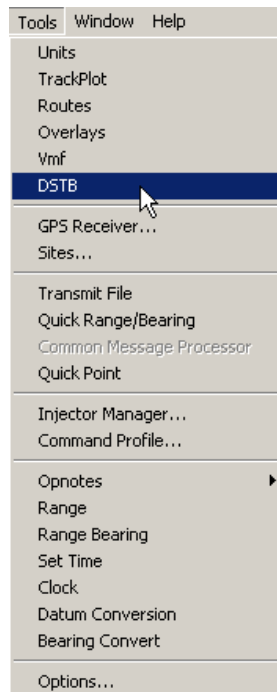 Tools Window Help
Units
TrackPlot
Routes
Overlays
Vmf
DSTB
GPS Receiver...
Sites...
Transmit File
Quick Range/Bearing
Common Message Processor
Quick Point
Injector Manager...
Command Profile...
Opnotes
Range
Range Bearing
Set Time
Clock
Datum Conversion
Bearing Convert
Options...